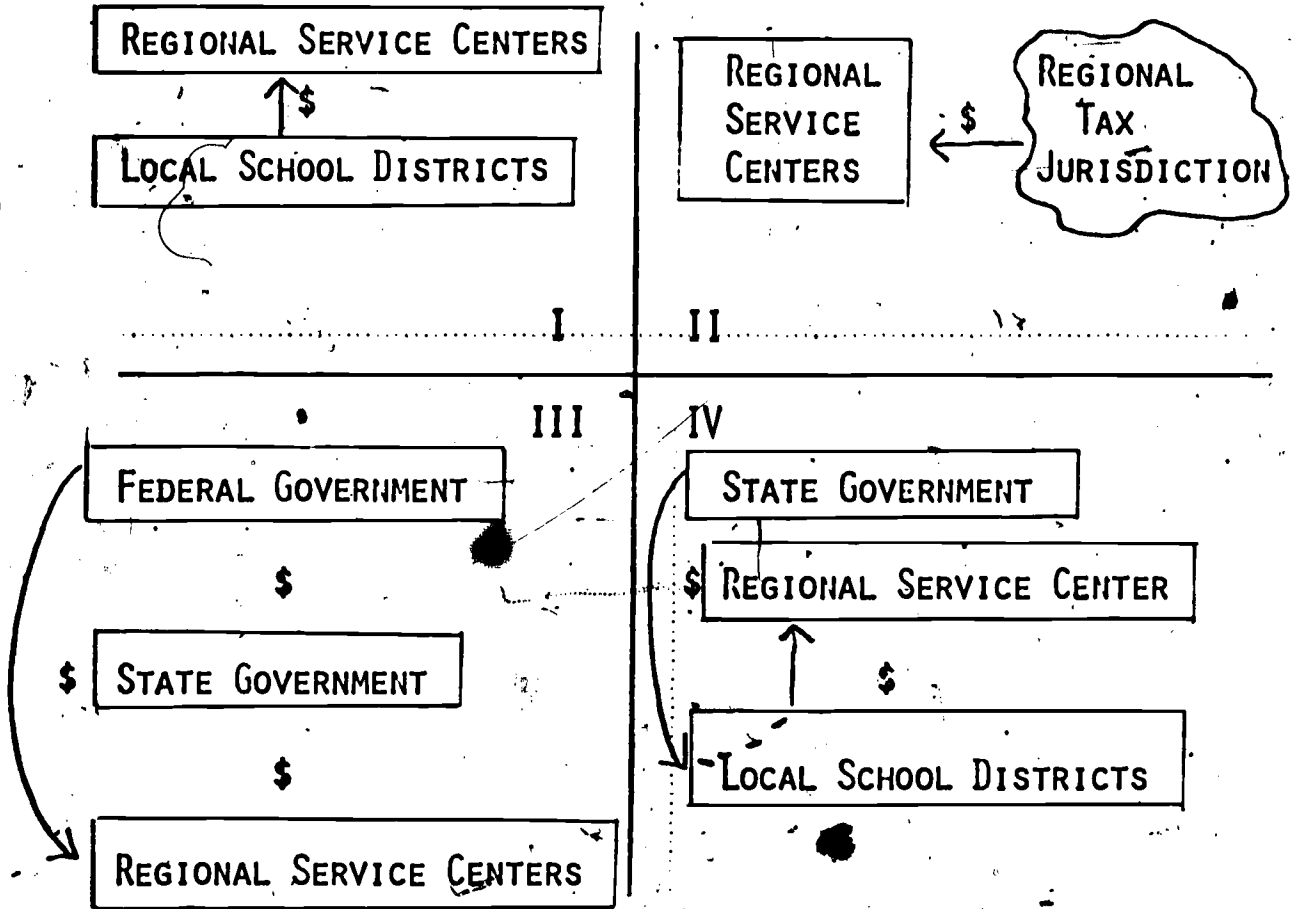 REGIONAL SERVICE CENTERS
$
LOCAL SCHOOL DISTRICTS
I
REGIONAL
SERVICE
CENTERS
$
REGIONAL
TAX
JURISDICTION
II
III
FEDERAL GOVERNMENT
$
$ STATE GOVERNMENT
$
REGIONAL SERVICE CENTERS
IV
STATE GOVERNMENT
$ REGIONAL SERVICE CENTER
$
LOCAL SCHOOL DISTRICTS